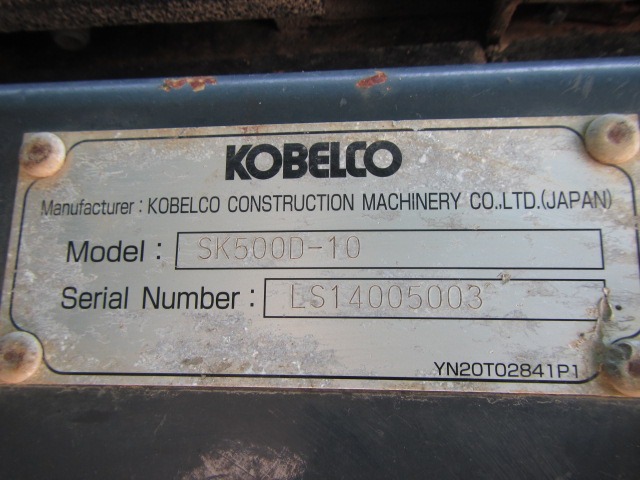 KOBELCO
Manufacturer : KOBELCO CONSTRUCTION MACHINERY CO.,LTD.(JAPAN)
Model : SK500D-10
Serial Number : LS14005003
YN20T02841P1